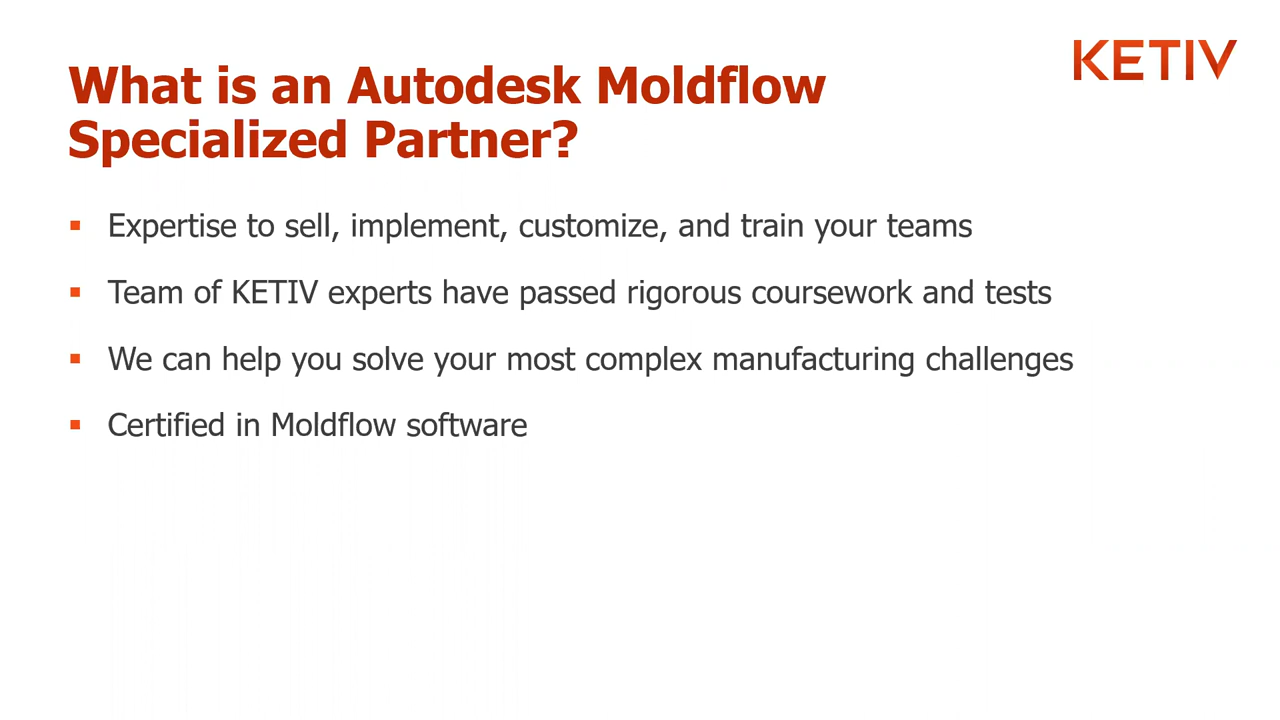 KETIV
What is an Autodesk Moldflow
Specialized Partner?
▪ Expertise to sell, implement, customize, and train your teams
▪ Team of KETIV experts have passed rigorous coursework and tests
▪ We can help you solve your most complex manufacturing challenges
▪ Certified in Moldflow software